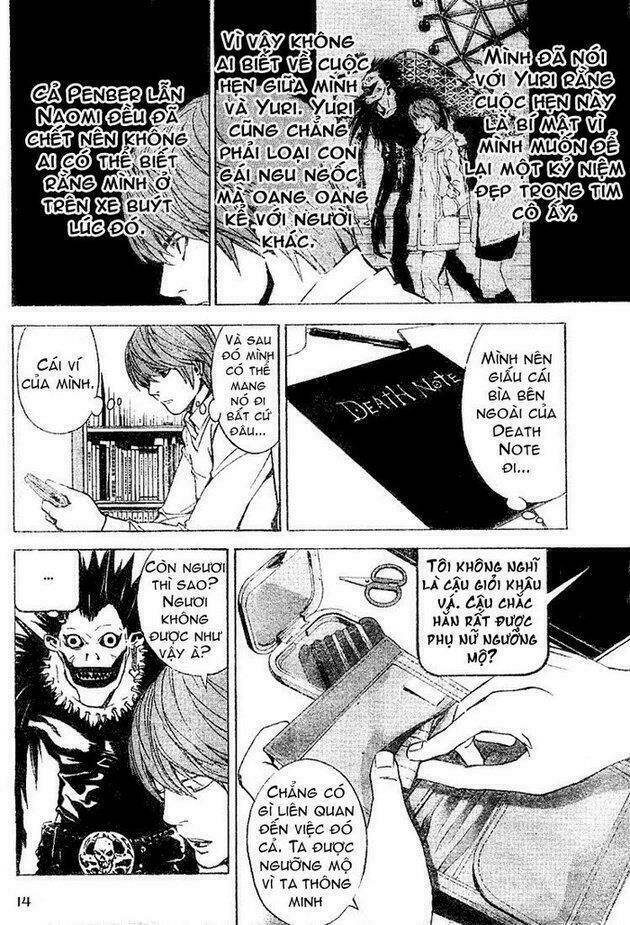 MÌNH ĐÃ NÓI
VỚI YURI RẰNG
CUỘC HẸN NÀY
LÀ BÍ MẬT VÌ
MÌNH MUỐN ĐỂ
LẠI MỘT KỶ NIỆM
ĐẸP TRONG TIM
CÔ ẤY.
VÌ VẬY KHÔNG
AI BIẾT VỀ CUỘC
HẸN GIỮA MÌNH
VÀ YURI. YURI
CŨNG CHẲNG
PHẢI LOẠI CON
GÁI NGU NGỐC
MÀ OANG OANG
KỂ VỚI NGƯỜI
KHÁC.
CẢ PENBER LẪN
NAOMI ĐỀU ĐÃ
CHẾT NÊN KHÔNG
AI CÓ THỂ BIẾT
RẰNG MÌNH Ở
TRÊN XE BUÝT
LÚC ĐÓ.
MÌNH NÊN
GIẤU CÁI
BÌA BÊN
NGOÀI CỦA
DEATH
NOTE
ĐI...
DEATH NOTE
VÀ SAU
ĐÓ MÌNH
CÓ THỂ
MANG
NÓ ĐI
BẤT CỨ
ĐÂU...
CÁI VÍ
CỦA MÌNH.
TÔI KHÔNG NGHĨ
LÀ CẬU GIỎI KHÂU
VÁ. CẬU CHẮC
HẲN RẤT ĐƯỢC
PHỤ NỮ NGƯỠNG
MỘ?
CHẲNG CÓ
GÌ LIÊN QUAN
ĐẾN VIỆC ĐÓ
CẢ. TA ĐƯỢC
NGƯỠNG MỘ
VÌ TA THÔNG
MINH
CÒN NGƯƠI
THÌ SAO?
NGƯƠI
KHÔNG
ĐƯỢC NHƯ
VẬY À?
...
14